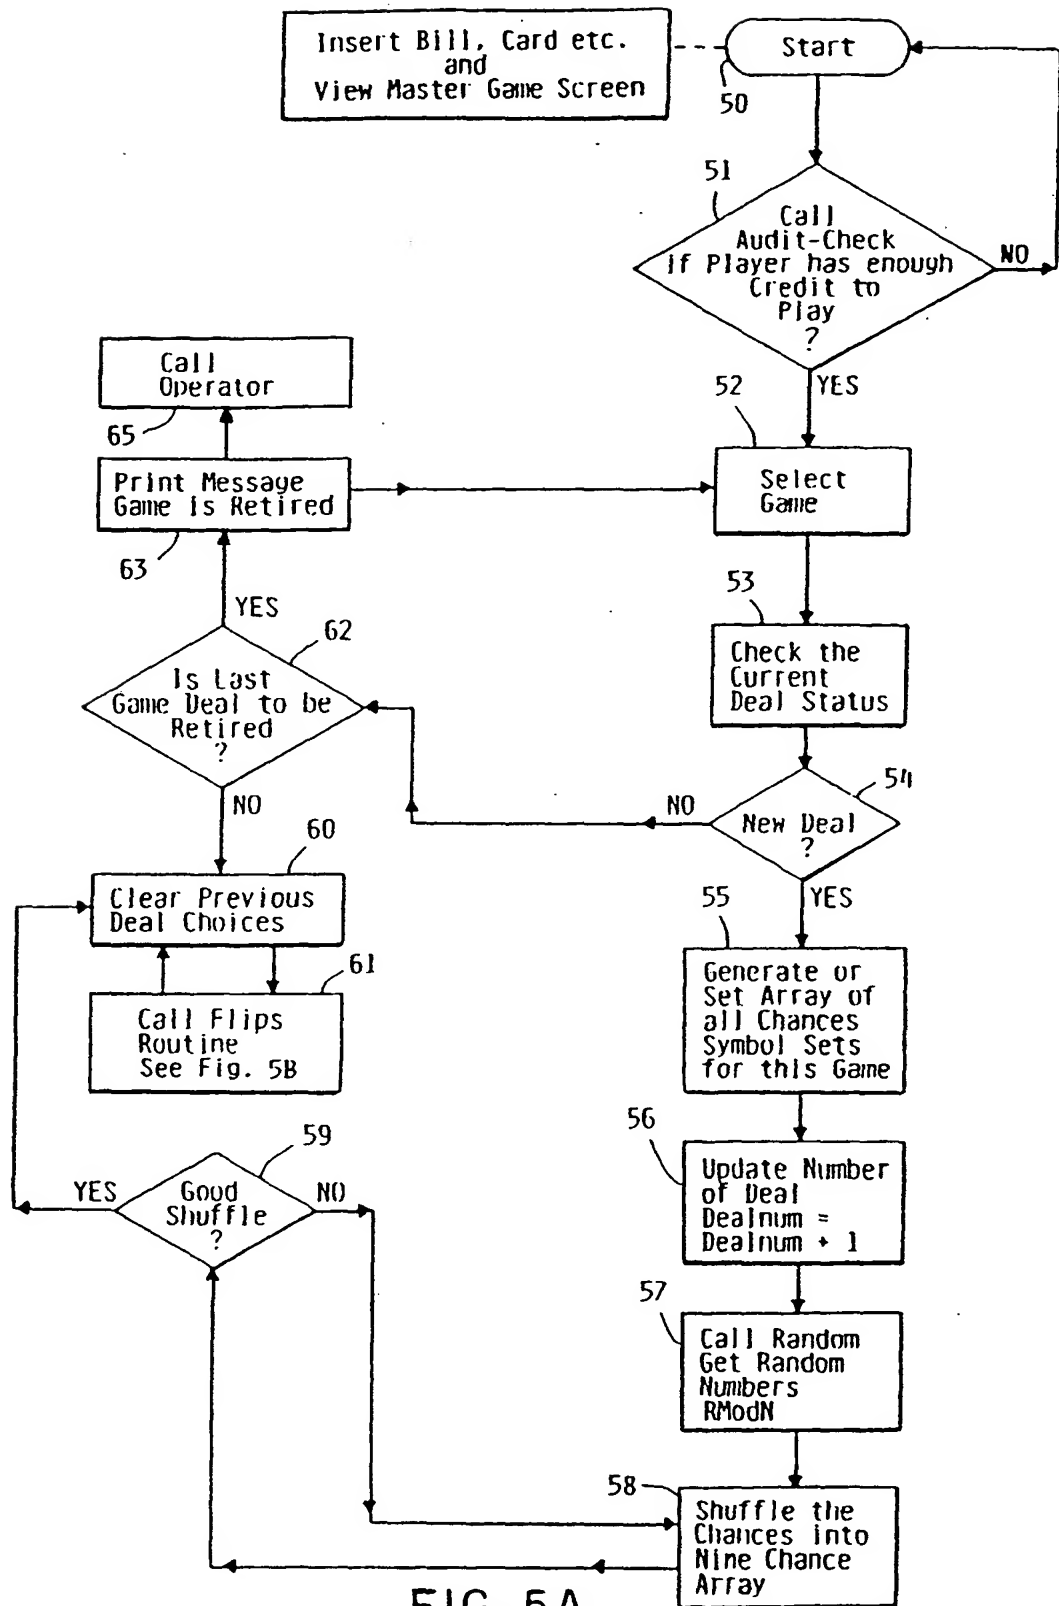 Insert Bill, Card etc.
and
View Master Game Screen
Start
50
51
Call
Audit-Check
if Player has enough
Credit to
Play
?
NO
YES
52
Select
Game
Call
Operator
65
Print Message
Game is Retired
63
YES
62
Is Last
Game Deal to be
Retired
?
NO
53
Check the
Current
Deal Status
54
New Deal
?
NO
YES
60
Clear Previous
Deal Choices
61
Call Flips
Routine
See Fig. 5B
55
Generate or
Set Array of
all Chances
Symbol Sets
for this Game
56
Update Number
of Deal
Dealnum =
Dealnum + 1
59
Good
Shuffle
?
YES
NO
57
Call Random
Get Random
Numbers
RModN
58
Shuffle the
Chances into
Nine Chance
Array
FIG. 5A